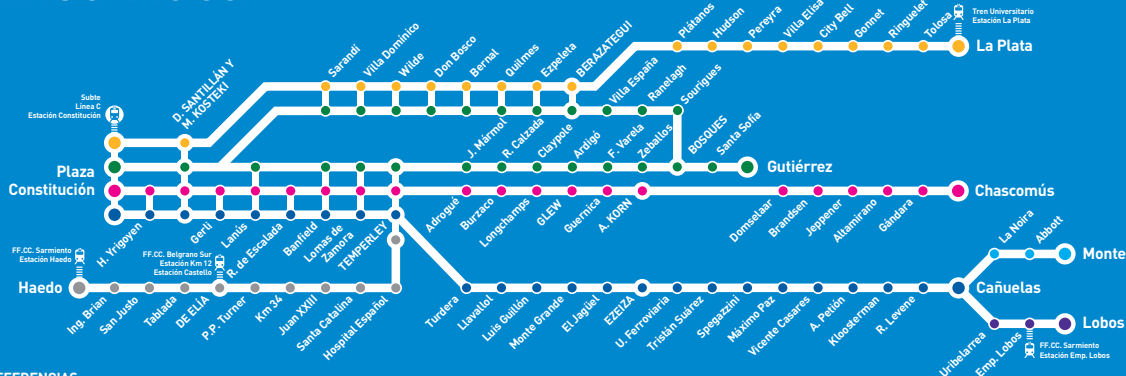 Tren Universitario
Estación La Plata
Sarandí
Villa Domínico
Wilde
Don Bosco
Bernal
Quilmes
Ezpeleta
BERAZATEGUI
Plátanos
Hudson
Pereyra
Villa Elisa
City Bell
Gonnet
Ringuelet
Tolosa
La Plata
Subte
Línea C
Estación Constitución
D. SANTILLÁN Y
M. KOSTEKI
Villa España
Ranelagh
Sourigues
Plaza
Constitución
J. Mármol
R. Calzada
Claypole
Ardigó
F. Varela
Zeballos
BOSQUES
Santa Sofía
Gutiérrez
Chascomús
H. Yrigoyen
Gerli
Lanús
R. de Escalada
Banfield
Lomas de
Zamora
TEMPERLEY
Adrogué
Burzaco
Longchamps
GLEW
Guernica
A. KORN
Domselaar
Brandsen
Jeppener
Altamirano
Gándara
FF.CC. Sarmiento
Estación Haedo
FF.CC. Belgrano Sur
Estación Km 12
Estación Castello
Haedo
Ing. Brian
San Justo
Tablada
DE ELÍA
P.P. Turner
Km 34
Juan XXIII
Santa Catalina
Hospital Español
Turdera
Llavallol
Luis Guillón
Monte Grande
El Jagüel
EZEIZA
U. Ferroviaria
Tristán Suárez
Spegazzini
Máximo Paz
Vicente Casares
A. Petión
Kloosterman
R. Levene
Cañuelas
La Noria
Abbott
Monte
Uribelarrea
Emp. Lobos
Lobos
FF.CC. Sarmiento
Estación Emp. Lobos